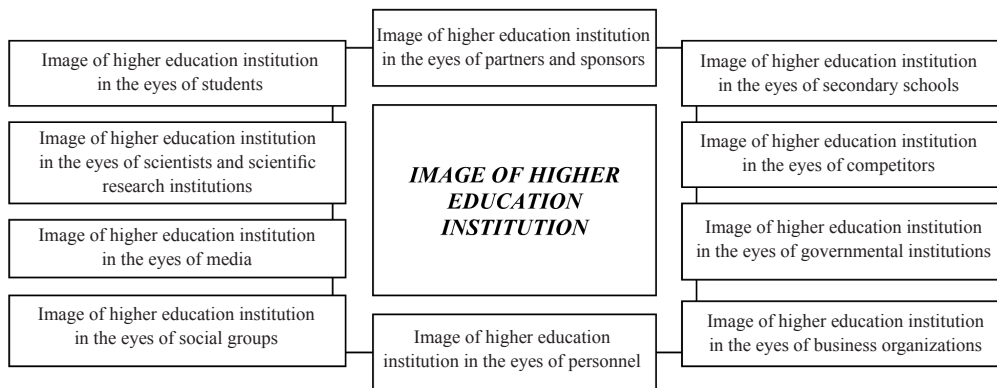 Image of higher education institution
in the eyes of students
Image of higher education institution
in the eyes of scientists and scientific
research institutions
Image of higher education institution
in the eyes of media
Image of higher education institution
in the eyes of social groups
Image of higher education institution
in the eyes of partners and sponsors
IMAGE OF HIGHER
EDUCATION
INSTITUTION
Image of higher education
institution in the eyes of personnel
Image of higher education institution
in the eyes of secondary schools
Image of higher education institution
in the eyes of competitors
Image of higher education institution
in the eyes of governmental institutions
Image of higher education institution
in the eyes of business organizations